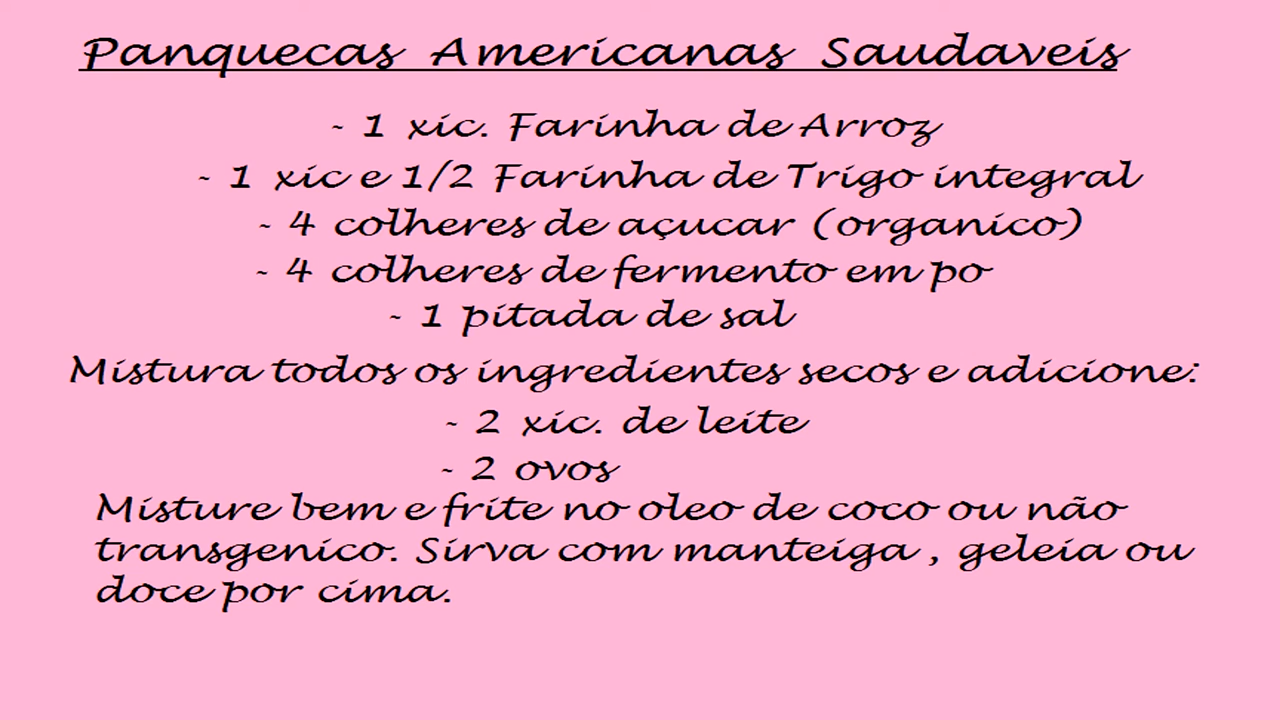 Panquecas Americanas Saudaveis
- 1 xic. Farinha de Arroz
- 1 xic e 1/2 Farinha de Trigo integral
- 4 colheres de açucar (organico)
- 4 colheres de fermento em po
- 1 pitada de sal
Mistura todos os ingredientes secos e adicione:
- 2 xic. de leite
- 2 ovos
Misture bem e frite no oleo de coco ou não
transgenico. Sirva com manteiga , geleia ou
doce por cima.